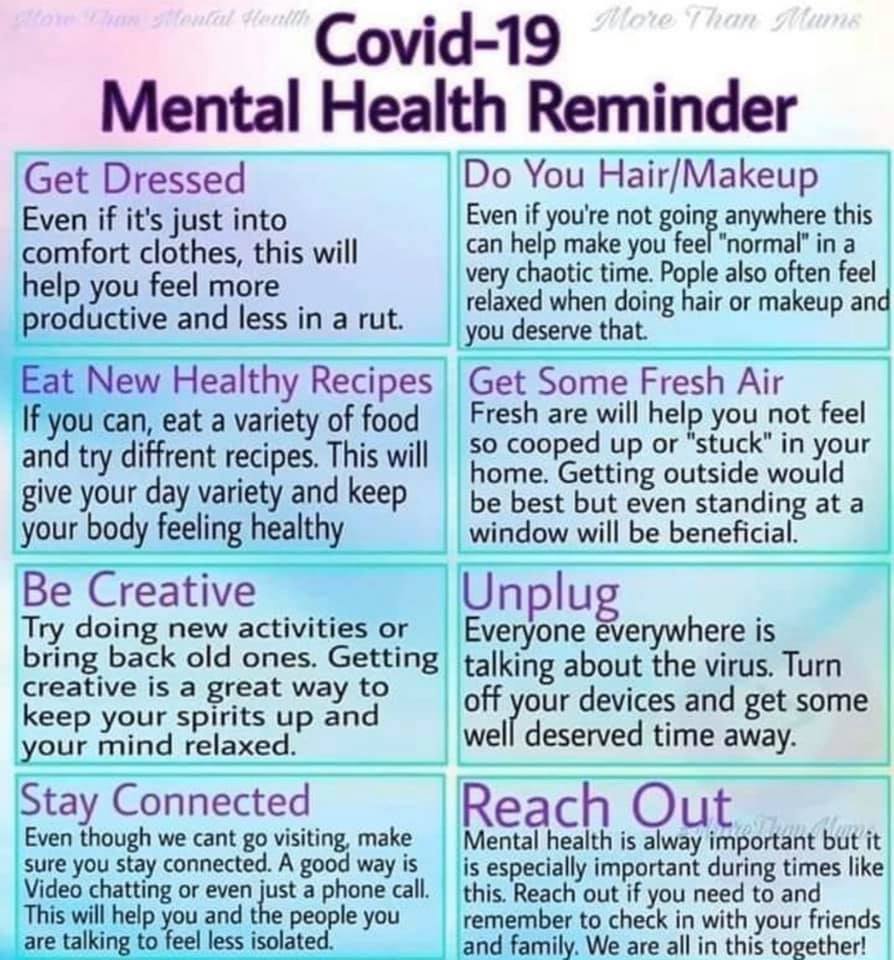 More Than Mental Health
More Than Mums
Covid-19
Mental Health Reminder
Get Dressed
Even if it's just into
comfort clothes, this will
help you feel more
productive and less in a rut.
Do You Hair/Makeup
Even if you're not going anywhere this
can help make you feel "normal" in a
very chaotic time. Pople also often feel
relaxed when doing hair or makeup and
you deserve that.
Eat New Healthy Recipes
If you can, eat a variety of food
and try diffrent recipes. This will
give your day variety and keep
your body feeling healthy
Get Some Fresh Air
Fresh are will help you not feel
so cooped up or "stuck" in your
home. Getting outside would
be best but even standing at a
window will be beneficial.
Be Creative
Try doing new activities or
bring back old ones. Getting
creative is a great way to
keep your spirits up and
your mind relaxed.
Unplug
Everyone everywhere is
talking about the virus. Turn
off your devices and get some
well deserved time away.
Stay Connected
Even though we cant go visiting, make
sure you stay connected. A good way is
Video chatting or even just a phone call.
This will help you and the people you
are talking to feel less isolated.
Reach Out
More Than Mums
Mental health is alway important but it
is especially important during times like
this. Reach out if you need to and
remember to check in with your friends
and family. We are all in this together!